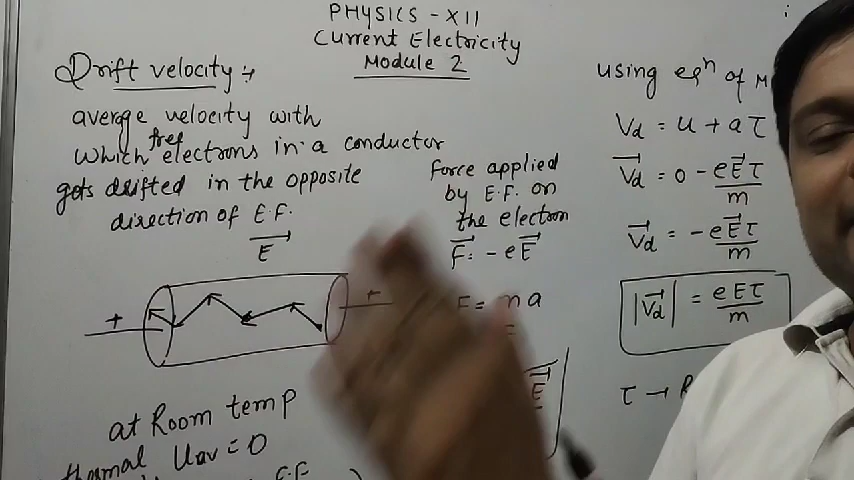 PHYSICS - XII
Current Electricity
Module 2
Drift velocity :-
average velocity with
which free electrons in a conductor
gets drifted in the opposite
direction of E.F.
E
+
+
at Room temp
thermal Uav = 0
E.F
Force applied
by E.F. on
the electron
F = - eE
F = m a
=
E
using eqn of M
Vd = u + a τ
Vd = 0 - eEτ/m
Vd = - eEτ/m
|Vd| = eEτ/m
τ → R